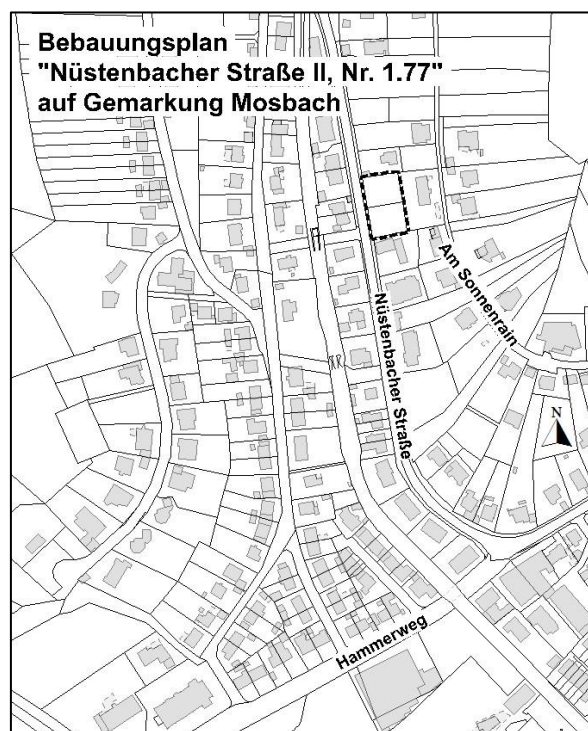 Bebauungsplan
"Nüstenbacher Straße II, Nr. 1.77"
auf Gemarkung Mosbach
Am Sonnenrain
Nüstenbacher Straße
N
Hammerweg